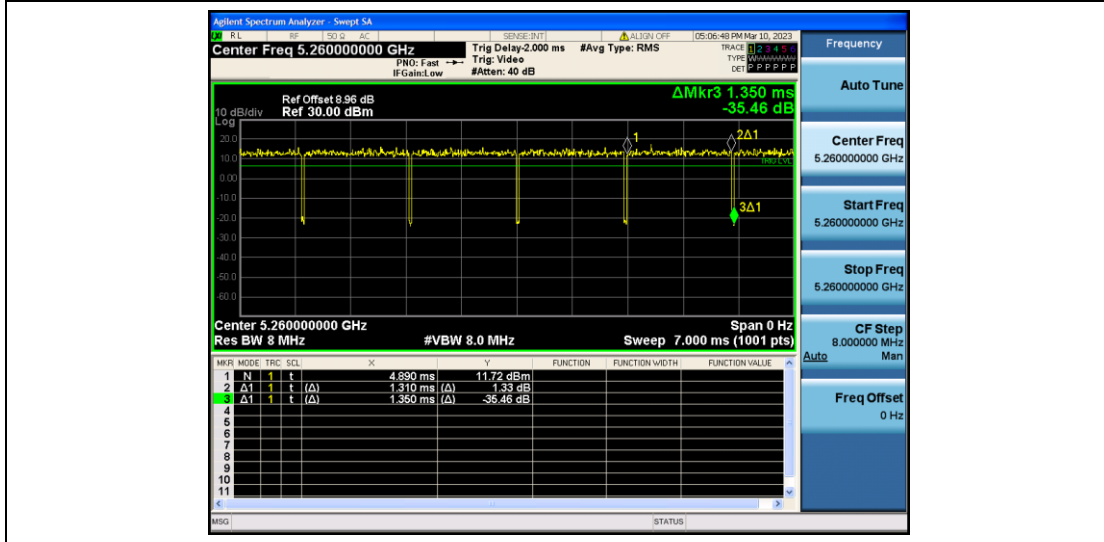 Agilent Spectrum Analyzer - Swept SA
RL RF 50 Ω AC SENSE:INT ALIGN OFF 05:06:48 PM Mar 10, 2023
Center Freq 5.260000000 GHz
PNO: Fast
IFGain:Low
Trig Delay-2.000 ms
Trig: Video
#Atten: 40 dB
#Avg Type: RMS
TRACE 1 2 3 4 5 6
TYPE WWWWWW
DET P P P P P P
ΔMkr3 1.350 ms
-35.46 dB
Ref Offset 8.96 dB
10 dB/div Ref 30.00 dBm
Log
20.0
10.0
0.00
-10.0
-20.0
-30.0
-40.0
-50.0
-60.0
1
2Δ1
TRIG LVL
3Δ1
Center 5.260000000 GHz Span 0 Hz
Res BW 8 MHz #VBW 8.0 MHz Sweep 7.000 ms (1001 pts)
MKR MODE TRC SCL X Y FUNCTION FUNCTION WIDTH FUNCTION VALUE
1 N 1 t 4.890 ms 11.72 dBm
2 Δ1 1 t (Δ) 1.310 ms (Δ) 1.33 dB
3 Δ1 1 t (Δ) 1.350 ms (Δ) -35.46 dB
4
5
6
7
8
9
10
11
MSG STATUS
Frequency
Auto Tune
Center Freq
5.260000000 GHz
Start Freq
5.260000000 GHz
Stop Freq
5.260000000 GHz
CF Step
8.000000 MHz
Auto Man
Freq Offset
0 Hz